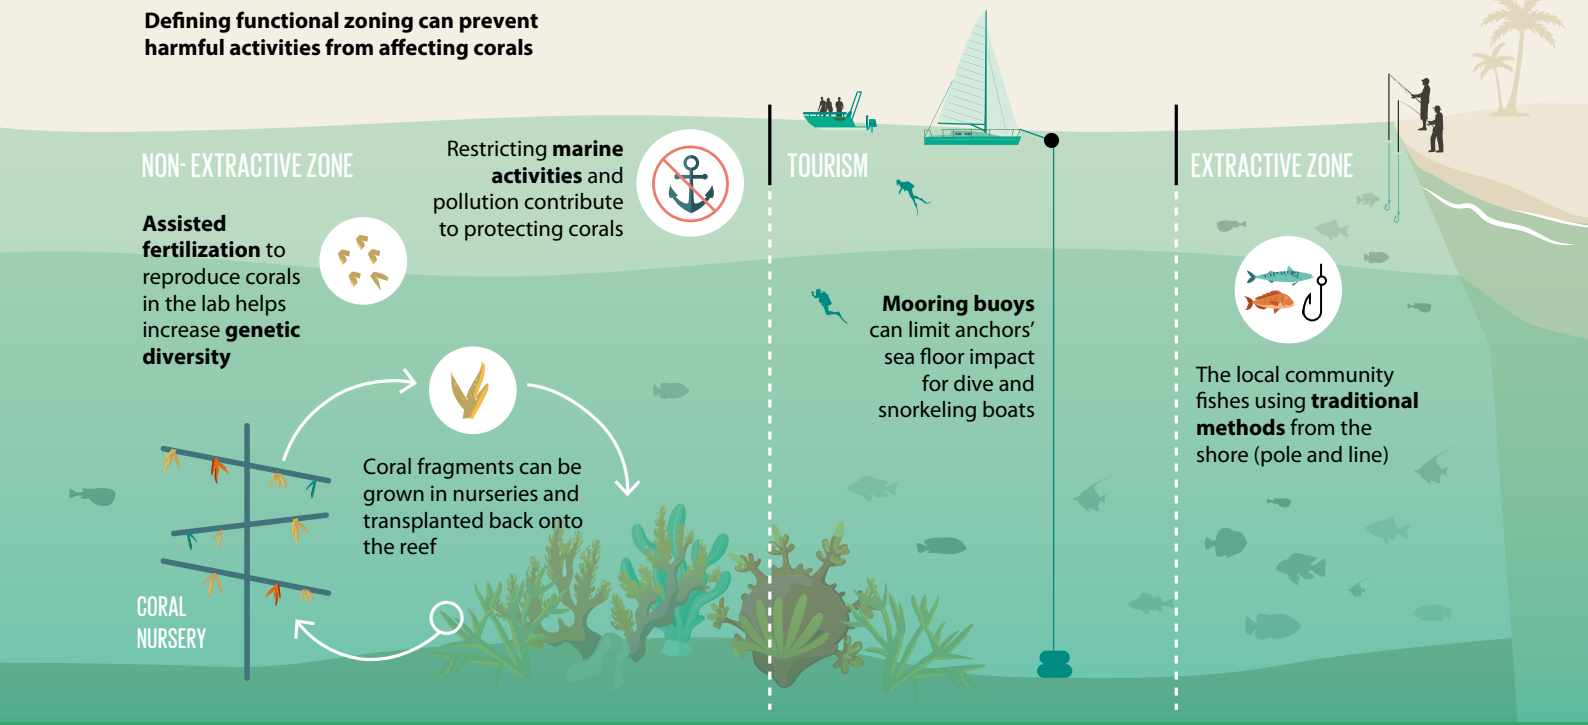 Defining functional zoning can prevent
harmful activities from affecting corals
NON- EXTRACTIVE ZONE
Restricting marine
activities and
pollution contribute
to protecting corals
Assisted
fertilization to
reproduce corals
in the lab helps
increase genetic
diversity
Coral fragments can be
grown in nurseries and
transplanted back onto
the reef
CORAL
NURSERY
TOURISM
Mooring buoys
can limit anchors’
sea floor impact
for dive and
snorkeling boats
EXTRACTIVE ZONE
The local community
fishes using traditional
methods from the
shore (pole and line)